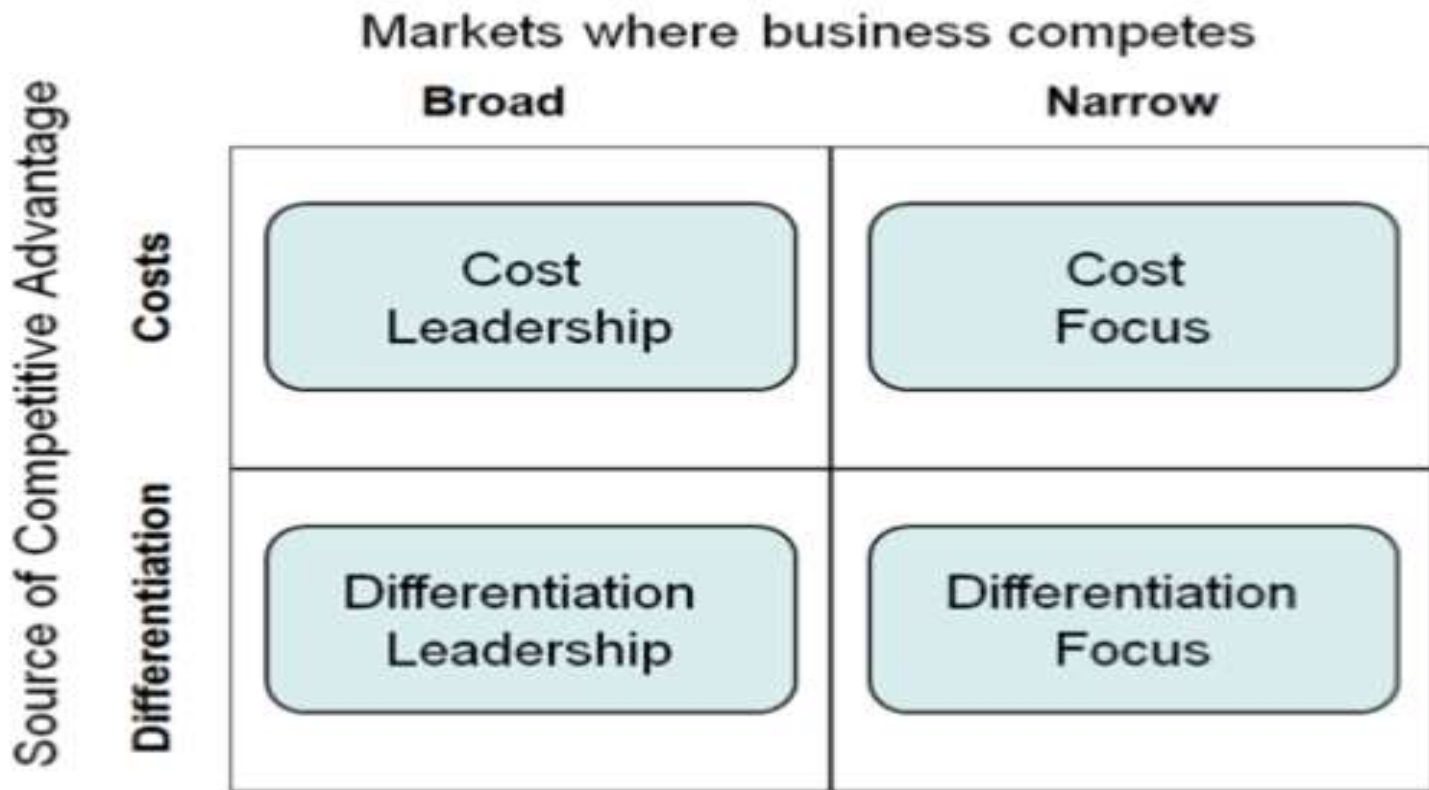 Markets where business competes
Broad
Narrow
Source of Competitive Advantage
Costs
Cost
Leadership
Cost
Focus
Differentiation
Differentiation
Leadership
Differentiation
Focus